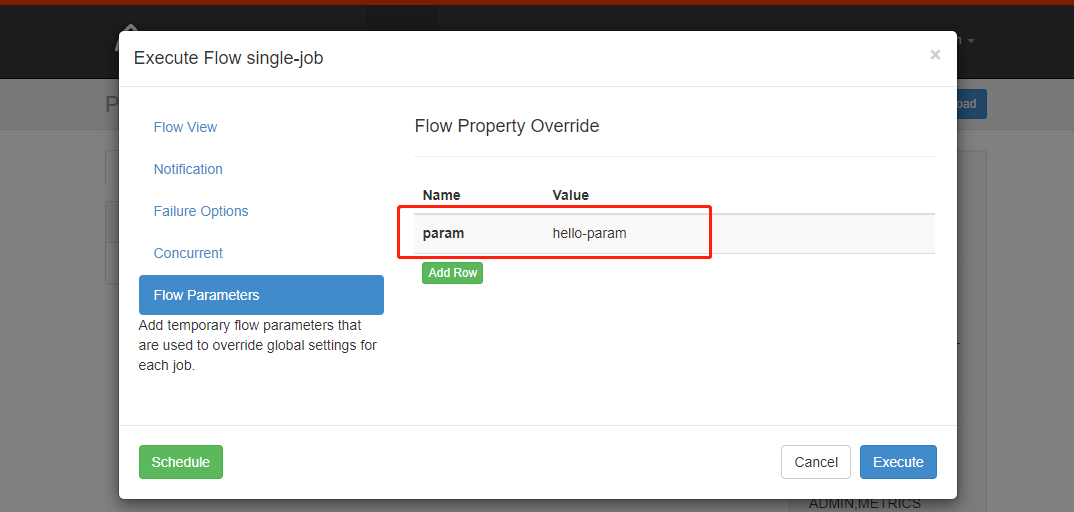 Execute Flow single-job
×
Flow View
Notification
Failure Options
Concurrent
Flow Parameters
Add temporary flow parameters that
are used to override global settings for
each job.
Flow Property Override
Name Value
param hello-param
Add Row
Schedule
Cancel
Execute
ADMIN,METRICS